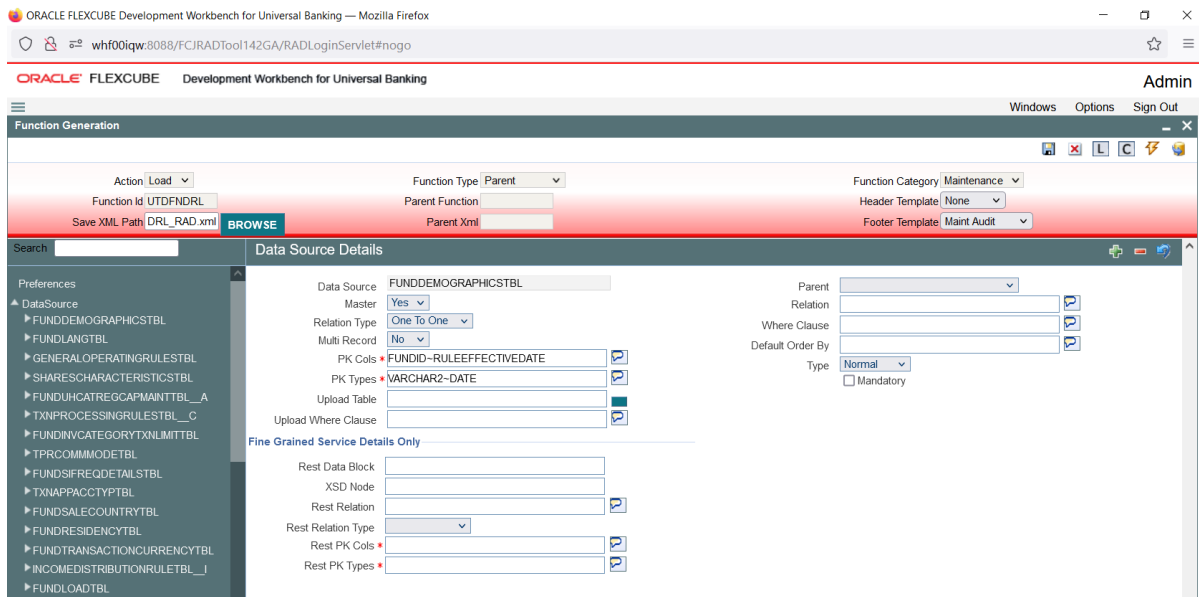 ORACLE FLEXCUBE Development Workbench for Universal Banking — Mozilla Firefox
whf00iqw:8088/FCJRADTool142GA/RADLoginServlet#nogo
ORACLE FLEXCUBE Development Workbench for Universal Banking Admin
Windows Options Sign Out
Function Generation
L C
Action Load Function Type Parent Function Category Maintenance
Function Id UTDFNDRL Parent Function Header Template None
Save XML Path DRL_RAD.xml BROWSE Parent Xml Footer Template Maint Audit
Search Data Source Details
Preferences
DataSource
FUNDDEMOGRAPHICSTBL
FUNDLANGTBL
GENERALOPERATINGRULESTBL
SHARESCHARACTERISTICSTBL
FUNDUHCATREGCAPMAINTTBL__A
TXNPROCESSINGRULESTBL__C
FUNDINVCATEGORYTXNLIMITTBL
TPRCOMMMODETBL
FUNDSIFREQDETAILSTBL
TXNAPPACCTYPTBL
FUNDSALECOUNTRYTBL
FUNDRESIDENCYTBL
FUNDTRANSACTIONCURRENCYTBL
INCOMEDISTRIBUTIONRULETBL__I
FUNDLOADTBL
Data Source FUNDDEMOGRAPHICSTBL
Master Yes
Relation Type One To One
Multi Record No
PK Cols * FUNDID~RULEEFFECTIVEDATE
PK Types * VARCHAR2~DATE
Upload Table
Upload Where Clause
Parent
Relation
Where Clause
Default Order By
Type Normal
Mandatory
Fine Grained Service Details Only
Rest Data Block
XSD Node
Rest Relation
Rest Relation Type
Rest PK Cols *
Rest PK Types *